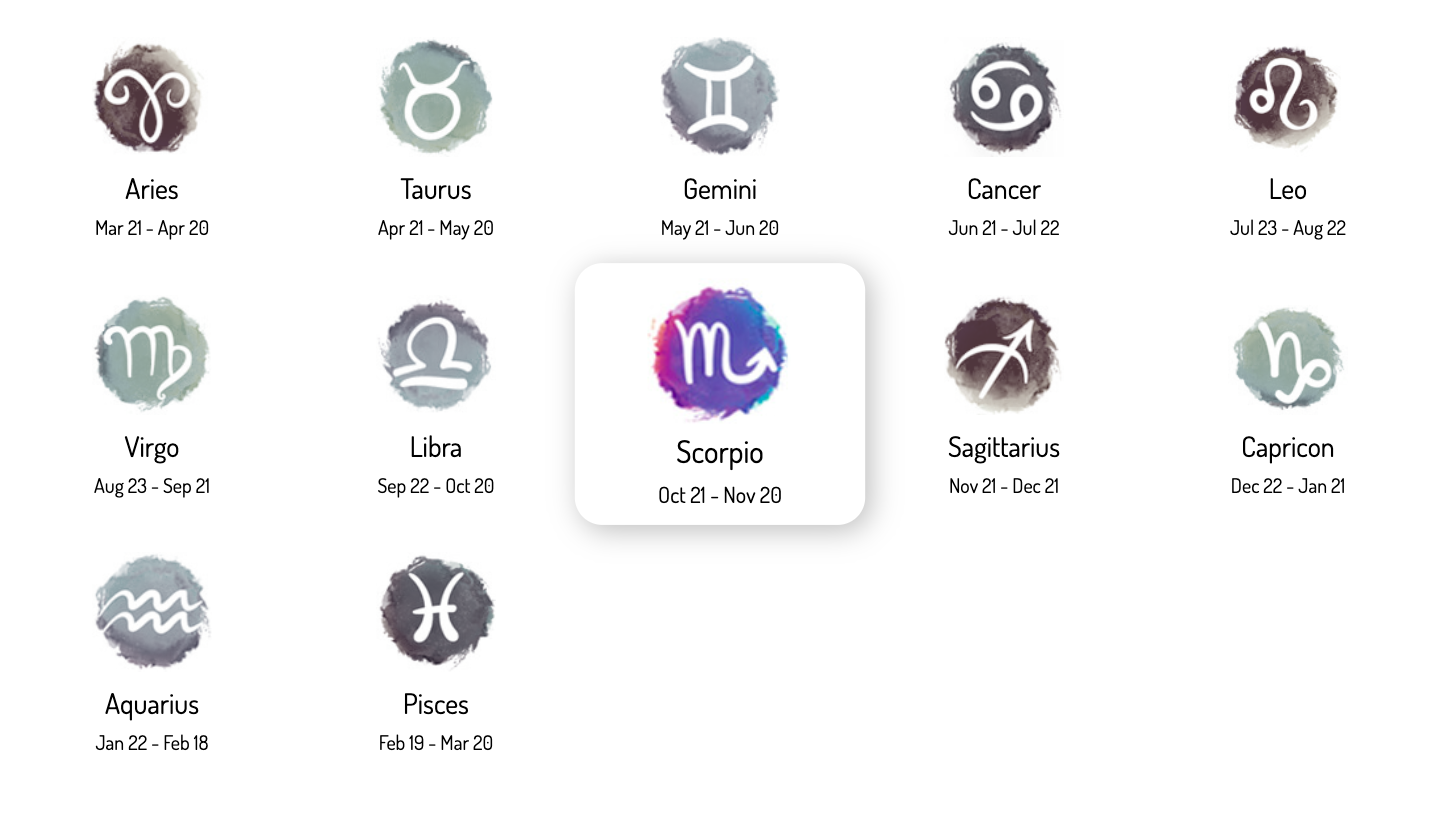 Aries
Mar 21 - Apr 20
Taurus
Apr 21 - May 20
Gemini
May 21 - Jun 20
Cancer
Jun 21 - Jul 22
Leo
Jul 23 - Aug 22
Virgo
Aug 23 - Sep 21
Libra
Sep 22 - Oct 20
Scorpio
Oct 21 - Nov 20
Sagittarius
Nov 21 - Dec 21
Capricon
Dec 22 - Jan 21
Aquarius
Jan 22 - Feb 18
Pisces
Feb 19 - Mar 20